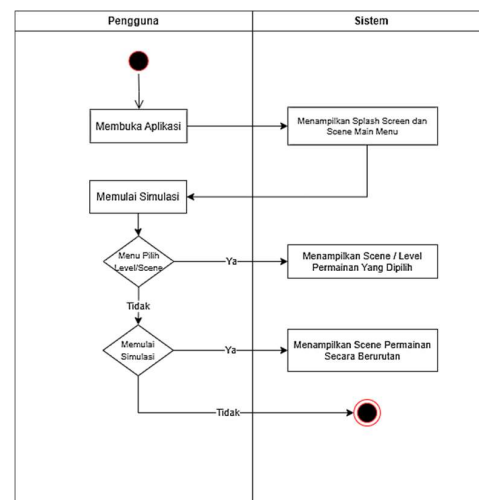 Pengguna
Sistem
Membuka Aplikasi
Menampilkan Splash Screen dan
Scene Main Menu
Memulai Simulasi
Menu Pilih
Level/Scene
Ya
Menampilkan Scene / Level
Permainan Yang Dipilih
Tidak
Memulai
Simulasi
Ya
Menampilkan Scene Permainan
Secara Berurutan
Tidak